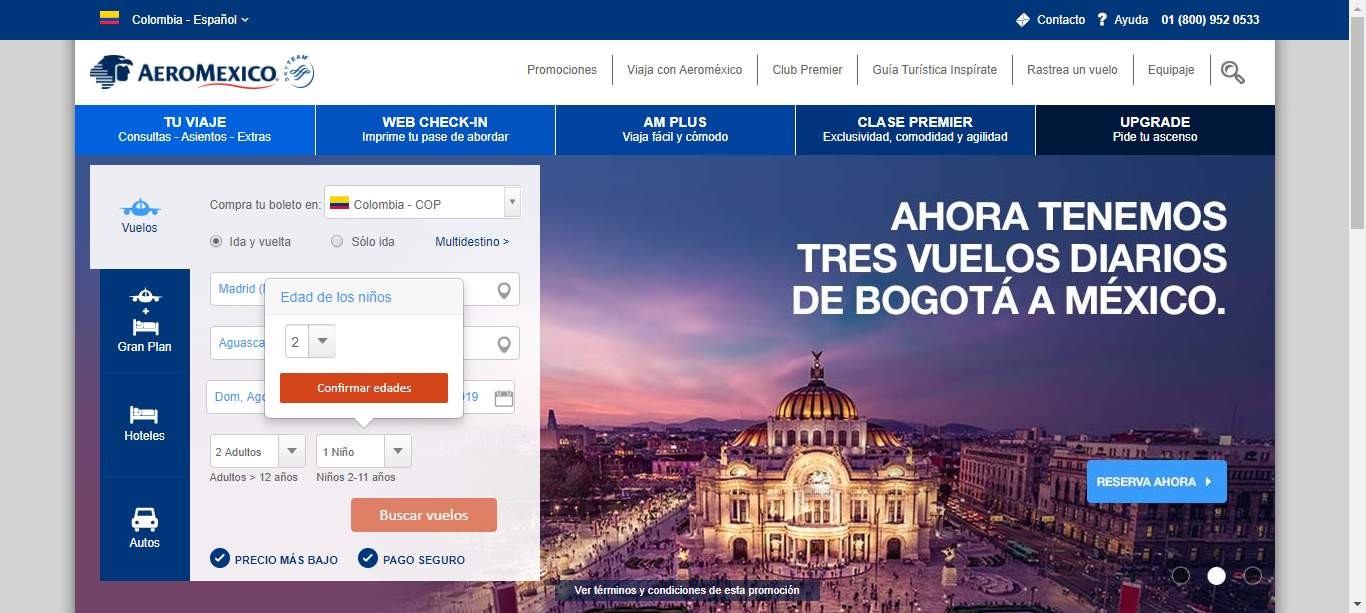 Colombia - Español
Contacto
Ayuda
01 (800) 952 0533
AEROMEXICO.
SKYTEAM
Promociones
Viaja con Aeroméxico
Club Premier
Guía Turística Inspírate
Rastrea un vuelo
Equipaje
TU VIAJE
Consultas - Asientos - Extras
WEB CHECK-IN
Imprime tu pase de abordar
AM PLUS
Viaja fácil y cómodo
CLASE PREMIER
Exclusividad, comodidad y agilidad
UPGRADE
Pide tu ascenso
Vuelos
+
Gran Plan
Hoteles
Autos
Compra tu boleto en:
Colombia - COP
Ida y vuelta
Sólo ida
Multidestino >
Madrid
Edad de los niños
2
Confirmar edades
Aguasca
Dom, Ago
19
2 Adultos
1 Niño
Adultos > 12 años
Niños 2-11 años
Buscar vuelos
PRECIO MÁS BAJO
PAGO SEGURO
AHORA TENEMOS
TRES VUELOS DIARIOS
DE BOGOTÁ A MÉXICO.
RESERVA AHORA
Ver términos y condiciones de esta promoción